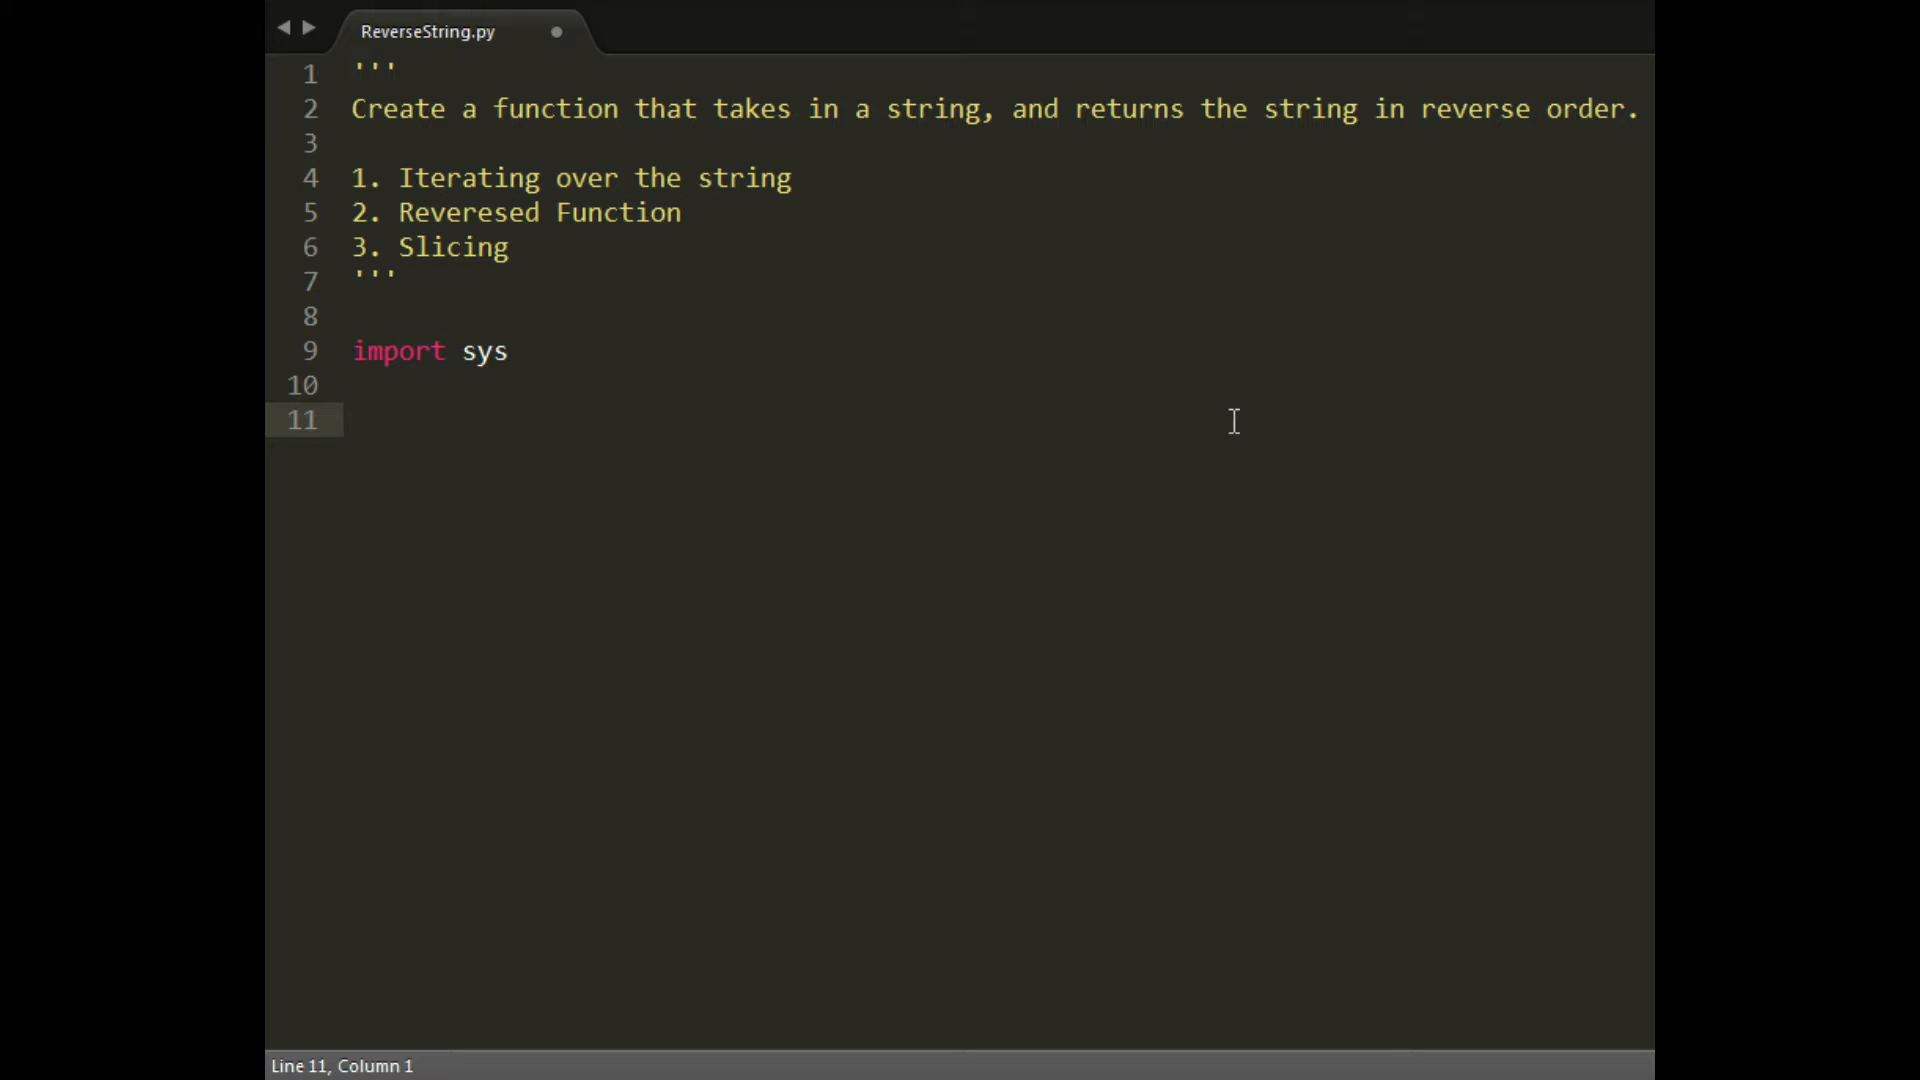 ReverseString.py
1 '''
2 Create a function that takes in a string, and returns the string in reverse order.
3
4 1. Iterating over the string
5 2. Reveresed Function
6 3. Slicing
7 '''
8
9 import sys
10
11
Line 11, Column 1